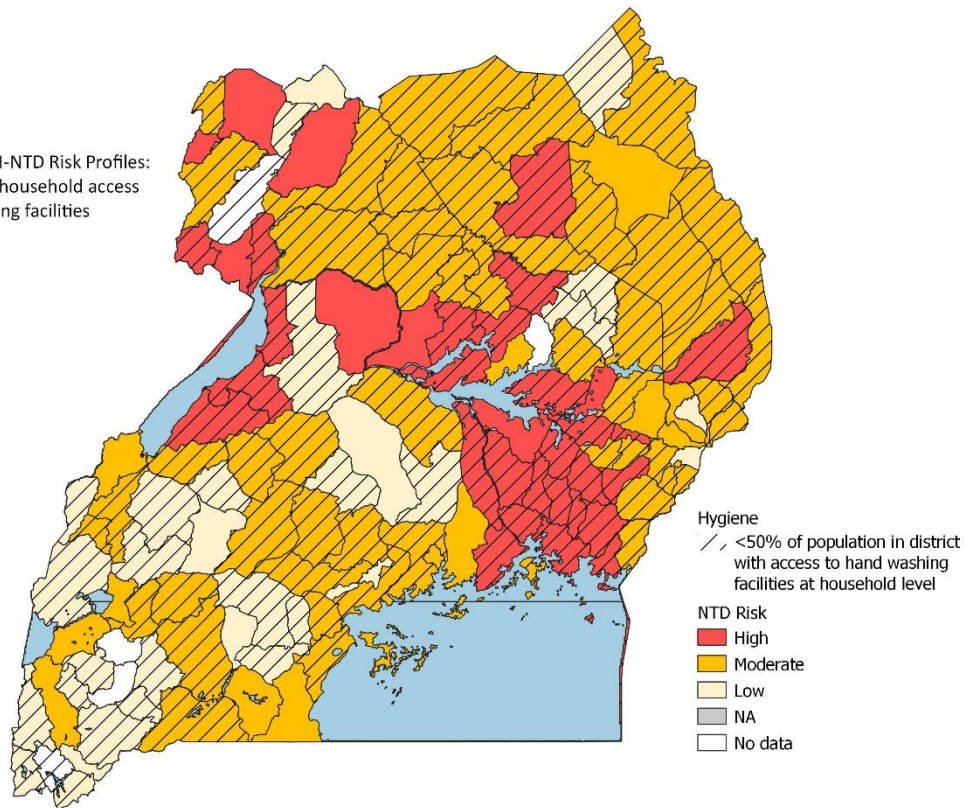 I-NTD Risk Profiles:
household access
ng facilities
Hygiene
<50% of population in district
with access to hand washing
facilities at household level
NTD Risk
High
Moderate
Low
NA
No data